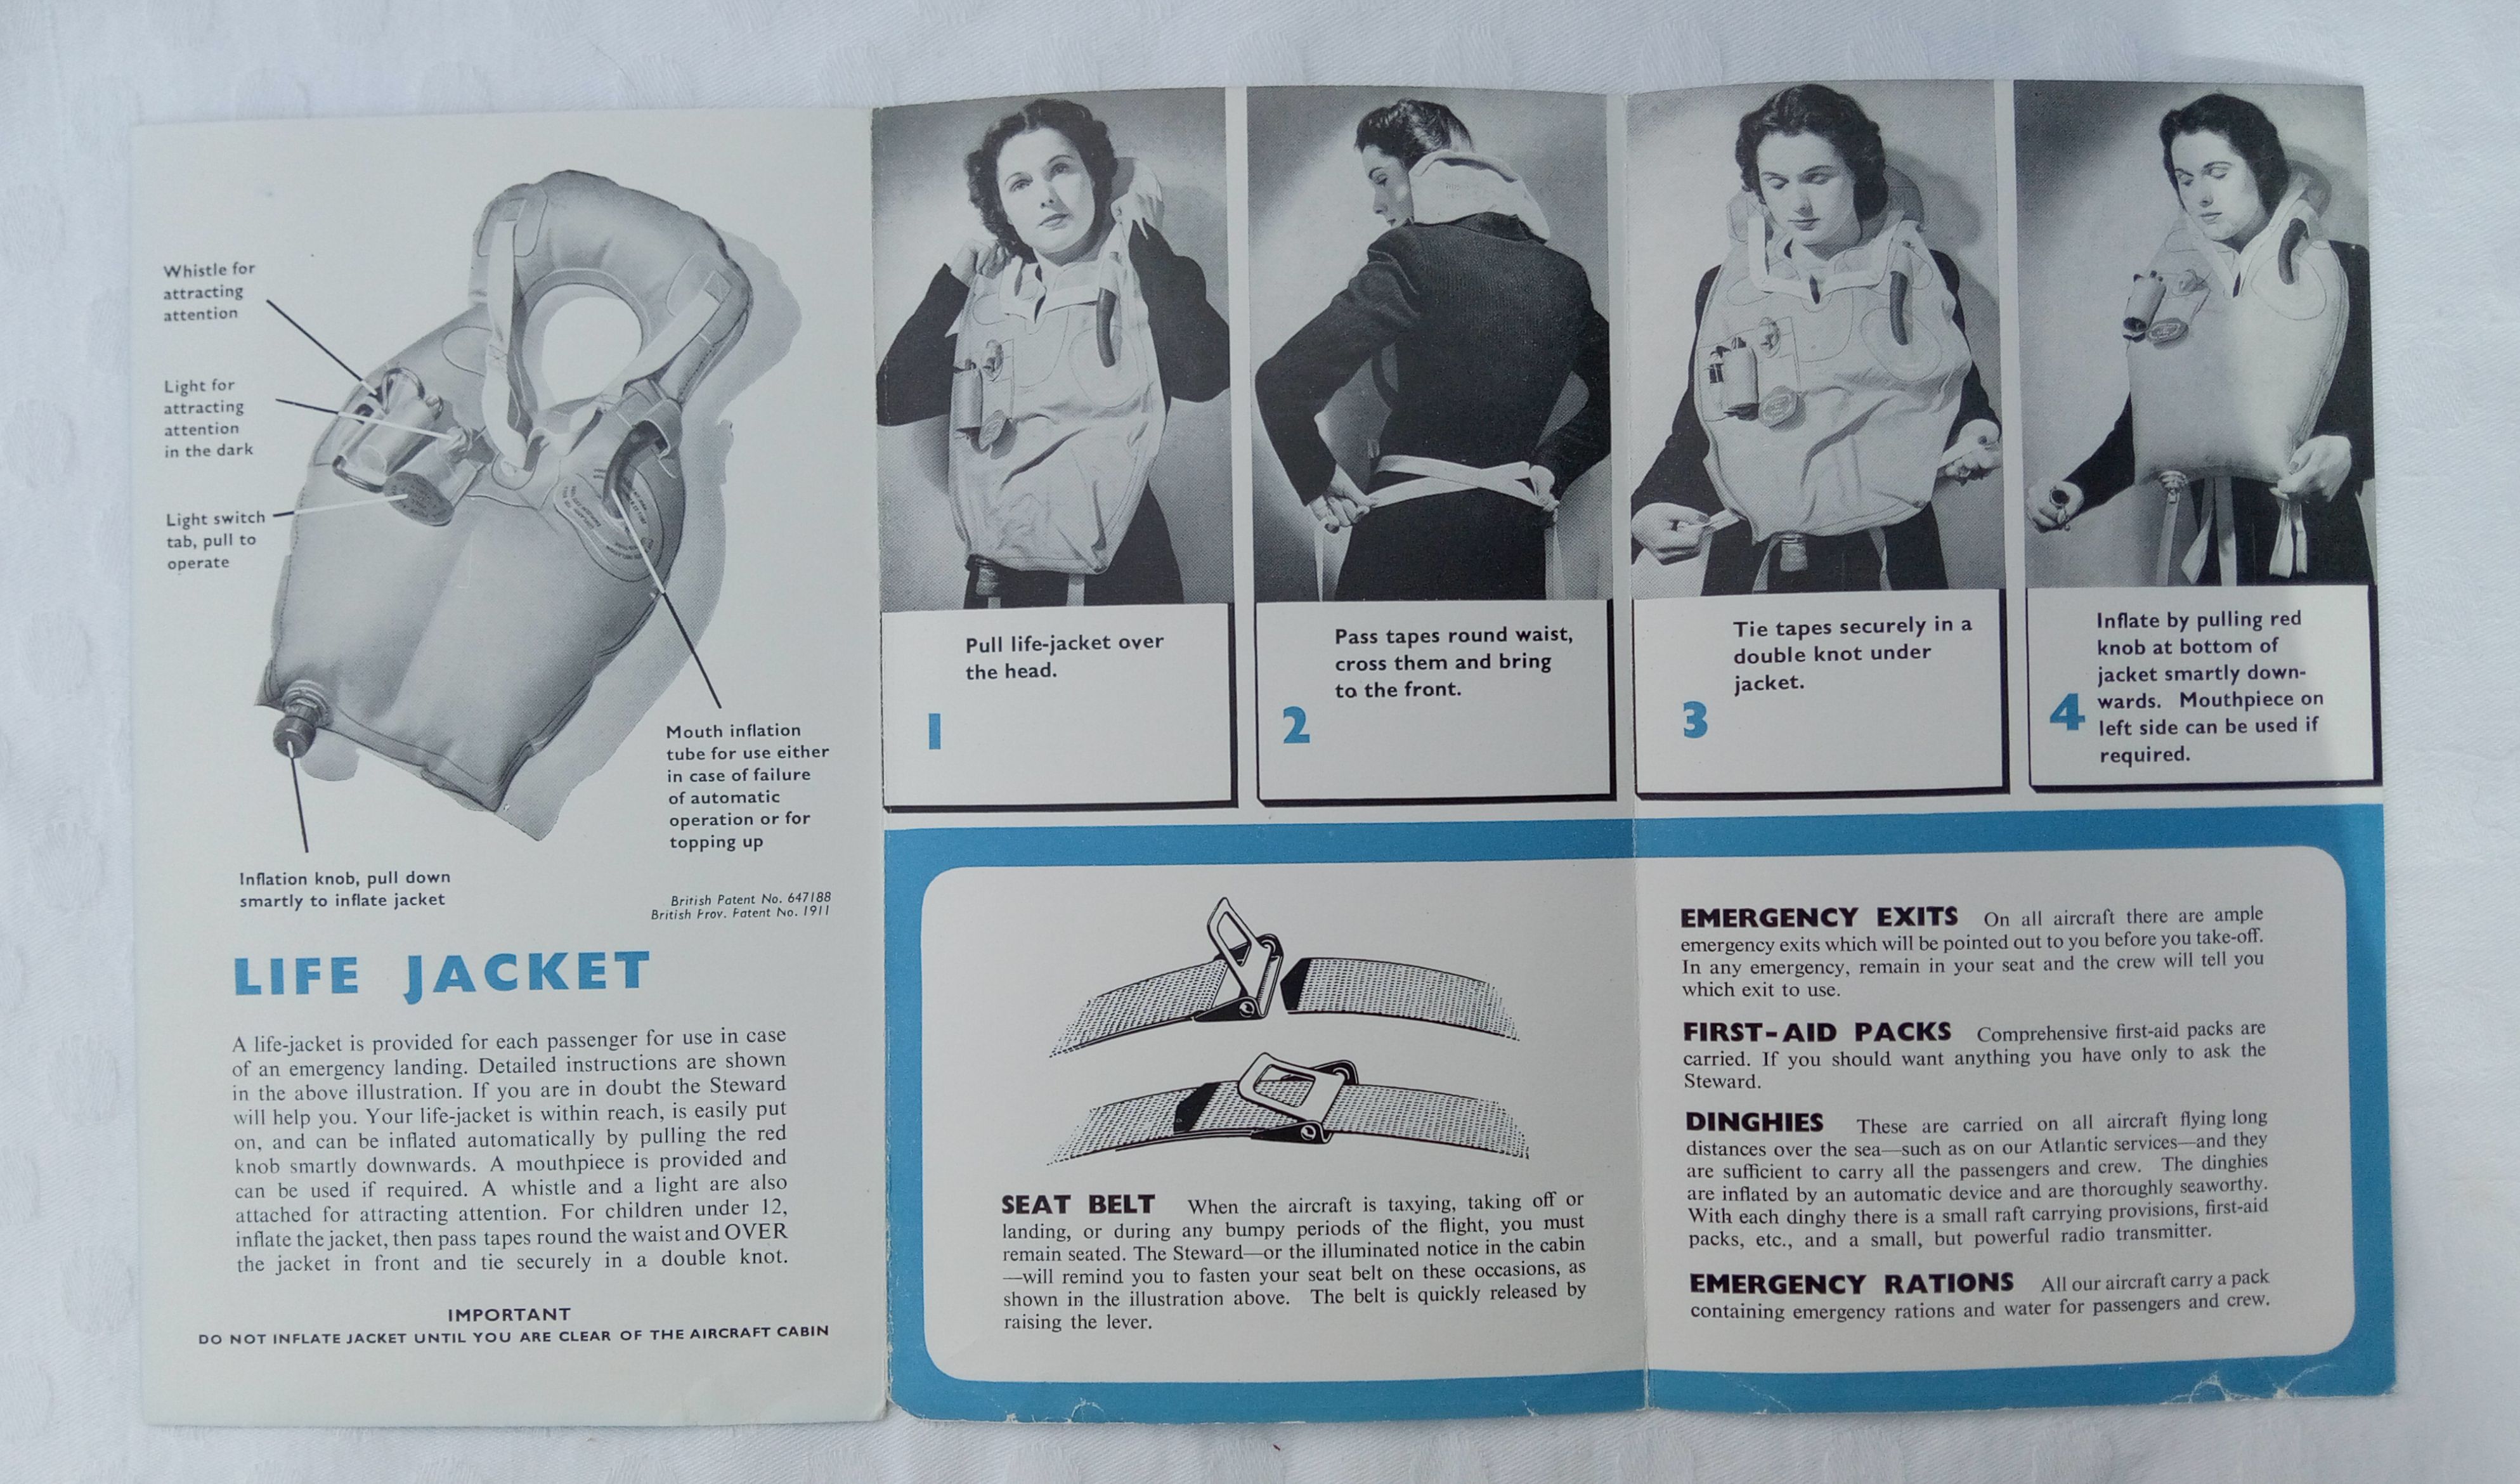 Whistle for
attracting
attention
Light for
attracting
attention
in the dark
Light switch
tab, pull to
operate
Mouth inflation
tube for use either
in case of failure
of automatic
operation or for
topping up
Inflation knob, pull down
smartly to inflate jacket
British Patent No. 647188
British Prov. Patent No. 1911
LIFE JACKET
A life-jacket is provided for each passenger for use in case
of an emergency landing. Detailed instructions are shown
in the above illustration. If you are in doubt the Steward
will help you. Your life-jacket is within reach, is easily put
on, and can be inflated automatically by pulling the red
knob smartly downwards. A mouthpiece is provided and
can be used if required. A whistle and a light are also
attached for attracting attention. For children under 12,
inflate the jacket, then pass tapes round the waist and OVER
the jacket in front and tie securely in a double knot.
IMPORTANT
DO NOT INFLATE JACKET UNTIL YOU ARE CLEAR OF THE AIRCRAFT CABIN
1
Pull life-jacket over
the head.
2
Pass tapes round waist,
cross them and bring
to the front.
3
Tie tapes securely in a
double knot under
jacket.
4
Inflate by pulling red
knob at bottom of
jacket smartly down-
wards. Mouthpiece on
left side can be used if
required.
SEAT BELT When the aircraft is taxying, taking off or
landing, or during any bumpy periods of the flight, you must
remain seated. The Steward—or the illuminated notice in the cabin
—will remind you to fasten your seat belt on these occasions, as
shown in the illustration above. The belt is quickly released by
raising the lever.
EMERGENCY EXITS On all aircraft there are ample
emergency exits which will be pointed out to you before you take-off.
In any emergency, remain in your seat and the crew will tell you
which exit to use.
FIRST-AID PACKS Comprehensive first-aid packs are
carried. If you should want anything you have only to ask the
Steward.
DINGHIES These are carried on all aircraft flying long
distances over the sea—such as on our Atlantic services—and they
are sufficient to carry all the passengers and crew. The dinghies
are inflated by an automatic device and are thoroughly seaworthy.
With each dinghy there is a small raft carrying provisions, first-aid
packs, etc., and a small, but powerful radio transmitter.
EMERGENCY RATIONS All our aircraft carry a pack
containing emergency rations and water for passengers and crew.